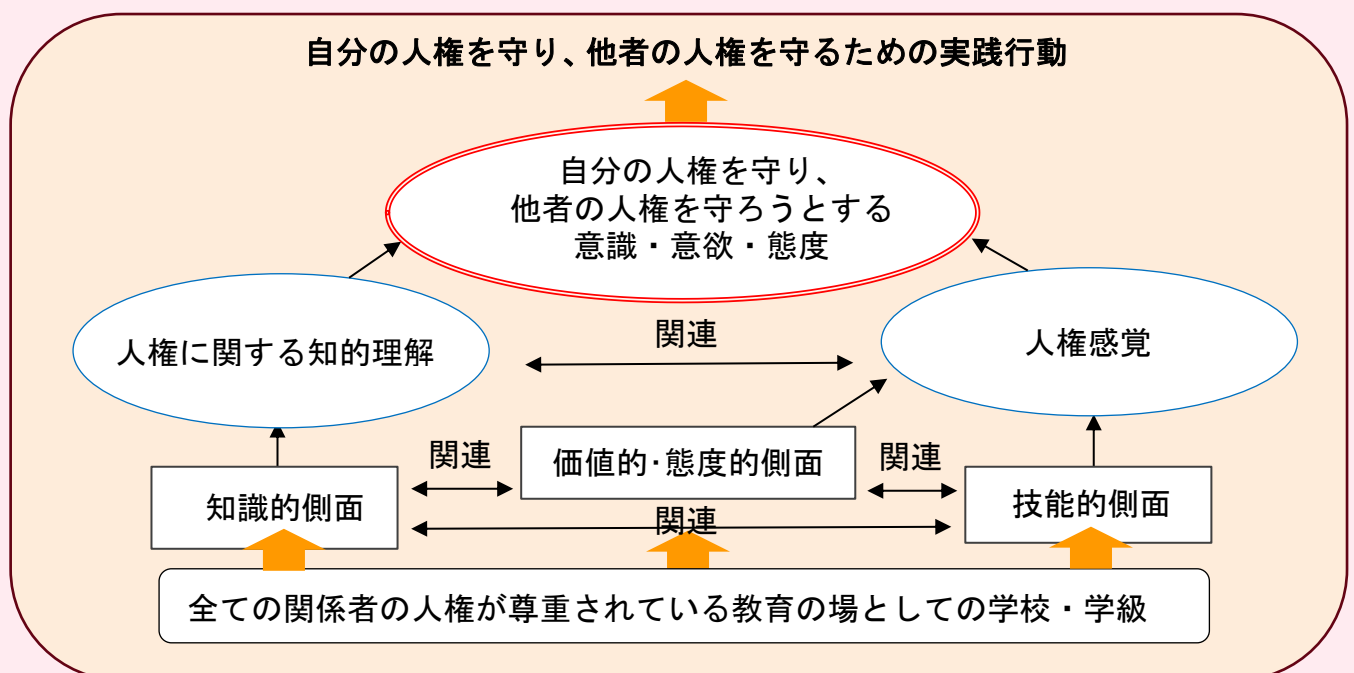 自分の人権を守り、他者の人権を守るための実践行動
自分の人権を守り、
他者の人権を守ろうとする
意識・意欲・態度
人権に関する知的理解
関連
人権感覚
知識的側面
関連
価値的・態度的側面
関連
技能的側面
関連
全ての関係者の人権が尊重されている教育の場としての学校・学級